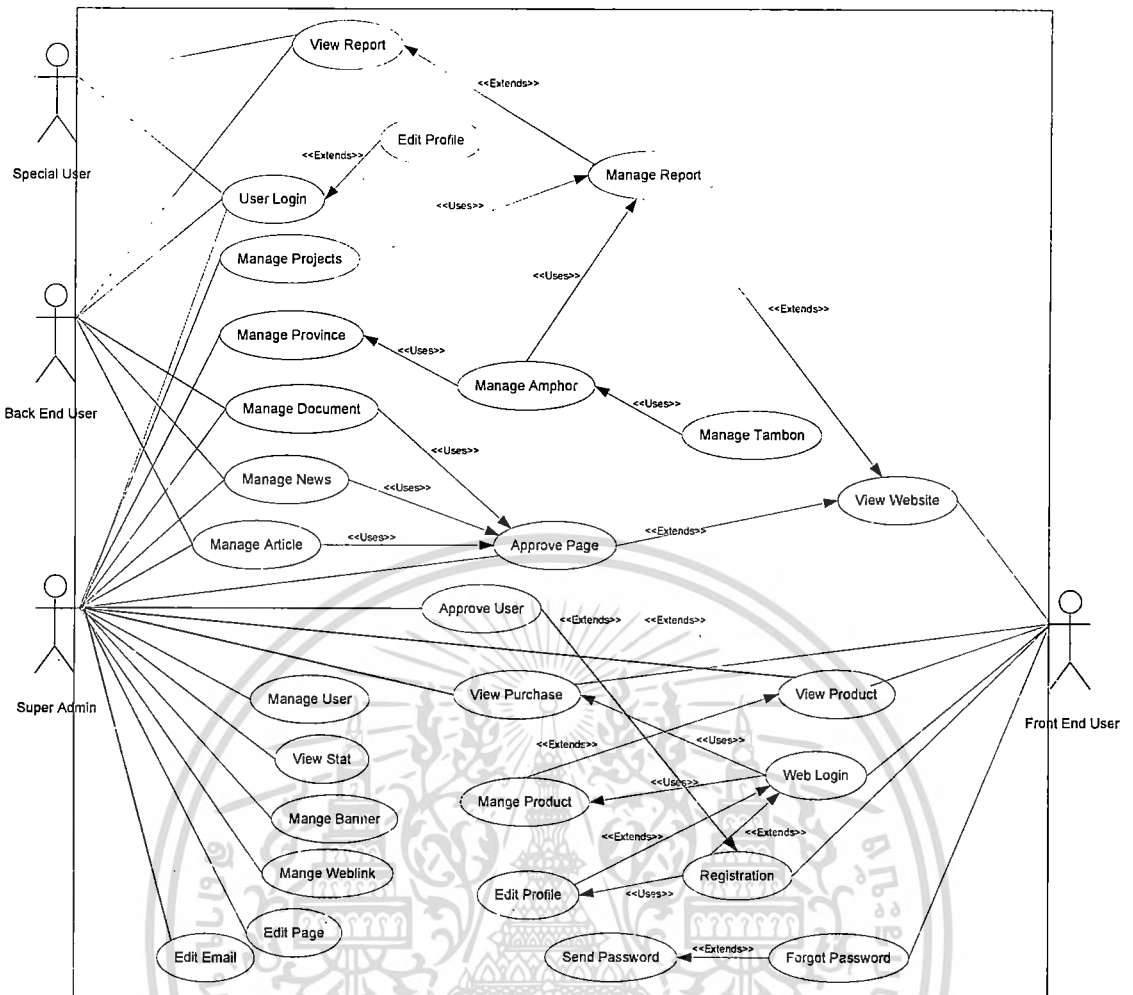 View Report
<<Extends>>
Edit Profile
<<Extends>>
Special User
Manage Report
User Login
<<Uses>>
Manage Projects
<<Uses>>
<<Extends>>
Manage Province
<<Uses>>
Back End User
Manage Amphor
Manage Document
<<Uses>>
Manage Tambon
<<Uses>>
Manage News
<<Uses>>
View Website
Manage Article
<<Uses>>
Approve Page
<<Extends>>
Approve User
<<Extends>>
<<Extends>>
Manage User
View Purchase
View Product
Super Admin
Front End User
<<Extends>>
<<Uses>>
View Stat
Web Login
Mange Product
<<Uses>>
Mange Banner
<<Extends>>
<<Extends>>
Mange Weblink
Edit Profile
<<Uses>>
Registration
Edit Page
Edit Email
Send Password
<<Extends>>
Forgot Password